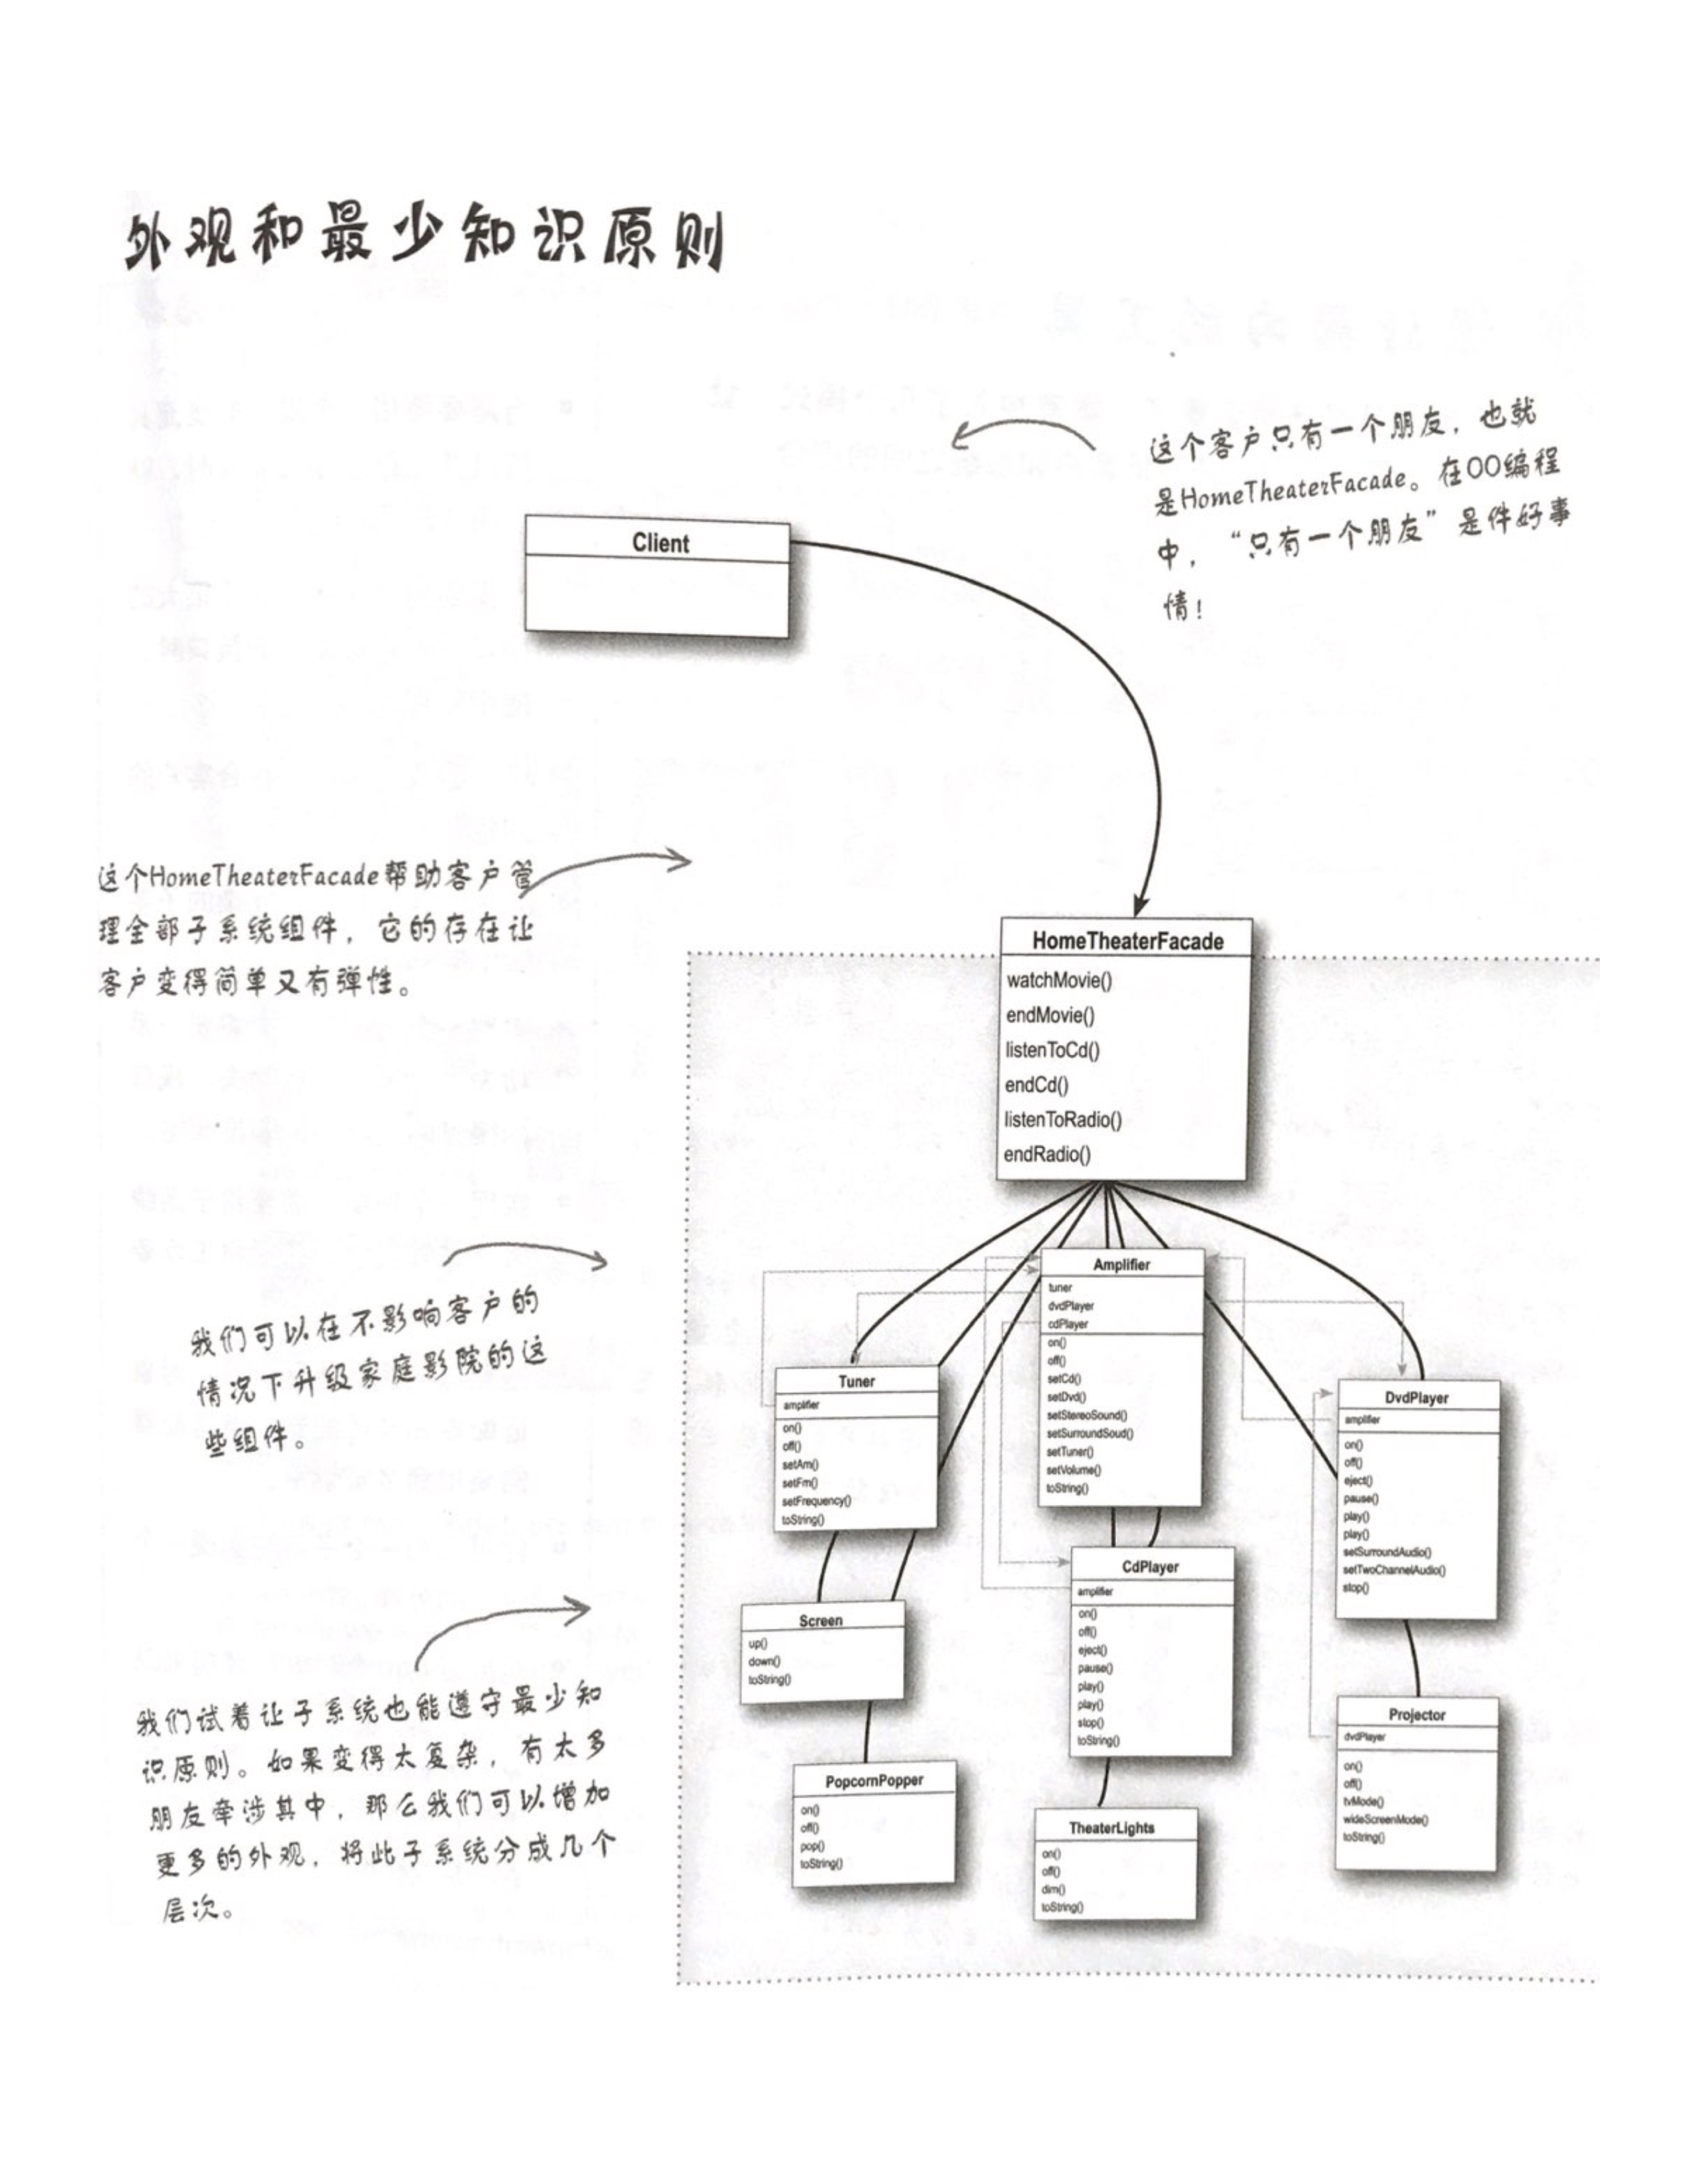 外观和最少知识原则
这个客户只有一个朋友，也就
是HomeTheaterFacade。在OO编程
中，“只有一个朋友”是件好事
情！
Client
这个HomeTheaterFacade帮助客户管
理全部子系统组件，它的存在让
客户变得简单又有弹性。
HomeTheaterFacade
watchMovie()
endMovie()
listenToCd()
endCd()
listenToRadio()
endRadio()
我们可以在不影响客户的
情况下升级家庭影院的这
些组件。
Amplifier
tuner
dvdPlayer
cdPlayer
on()
off()
setCd()
setDvd()
setStereoSound()
setSurroundSoud()
setTuner()
setVolume()
toString()
Tuner
amplifier
on()
off()
setAm()
setFm()
setFrequency()
toString()
DvdPlayer
amplifier
on()
off()
eject()
pause()
play()
play()
setSurroundAudio()
setTwoChannelAudio()
stop()
Screen
up()
down()
toString()
CdPlayer
amplifier
on()
off()
eject()
pause()
play()
play()
stop()
toString()
我们试着让子系统也能遵守最少知
识原则。如果变得太复杂，有太多
朋友牵涉其中，那么我们可以增加
更多的外观，将此子系统分成几个
层次。
PopcornPopper
on()
off()
pop()
toString()
TheaterLights
on()
off()
dim()
toString()
Projector
dvdPlayer
on()
off()
tvMode()
wideScreenMode()
toString()